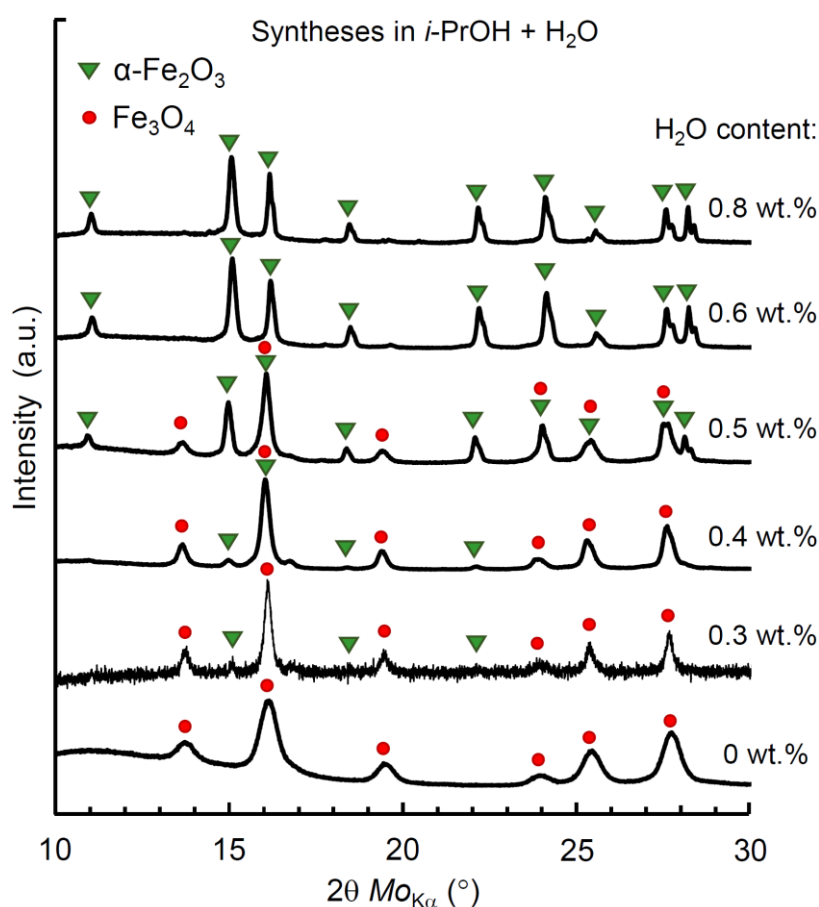 Syntheses in i-PrOH + H₂O
α-Fe₂O₃
Fe₃O₄
H₂O content:
0.8 wt.%
0.6 wt.%
0.5 wt.%
0.4 wt.%
0.3 wt.%
0 wt.%
Intensity (a.u.)
10 15 20 25 30
2θ Mo_Kα (°)